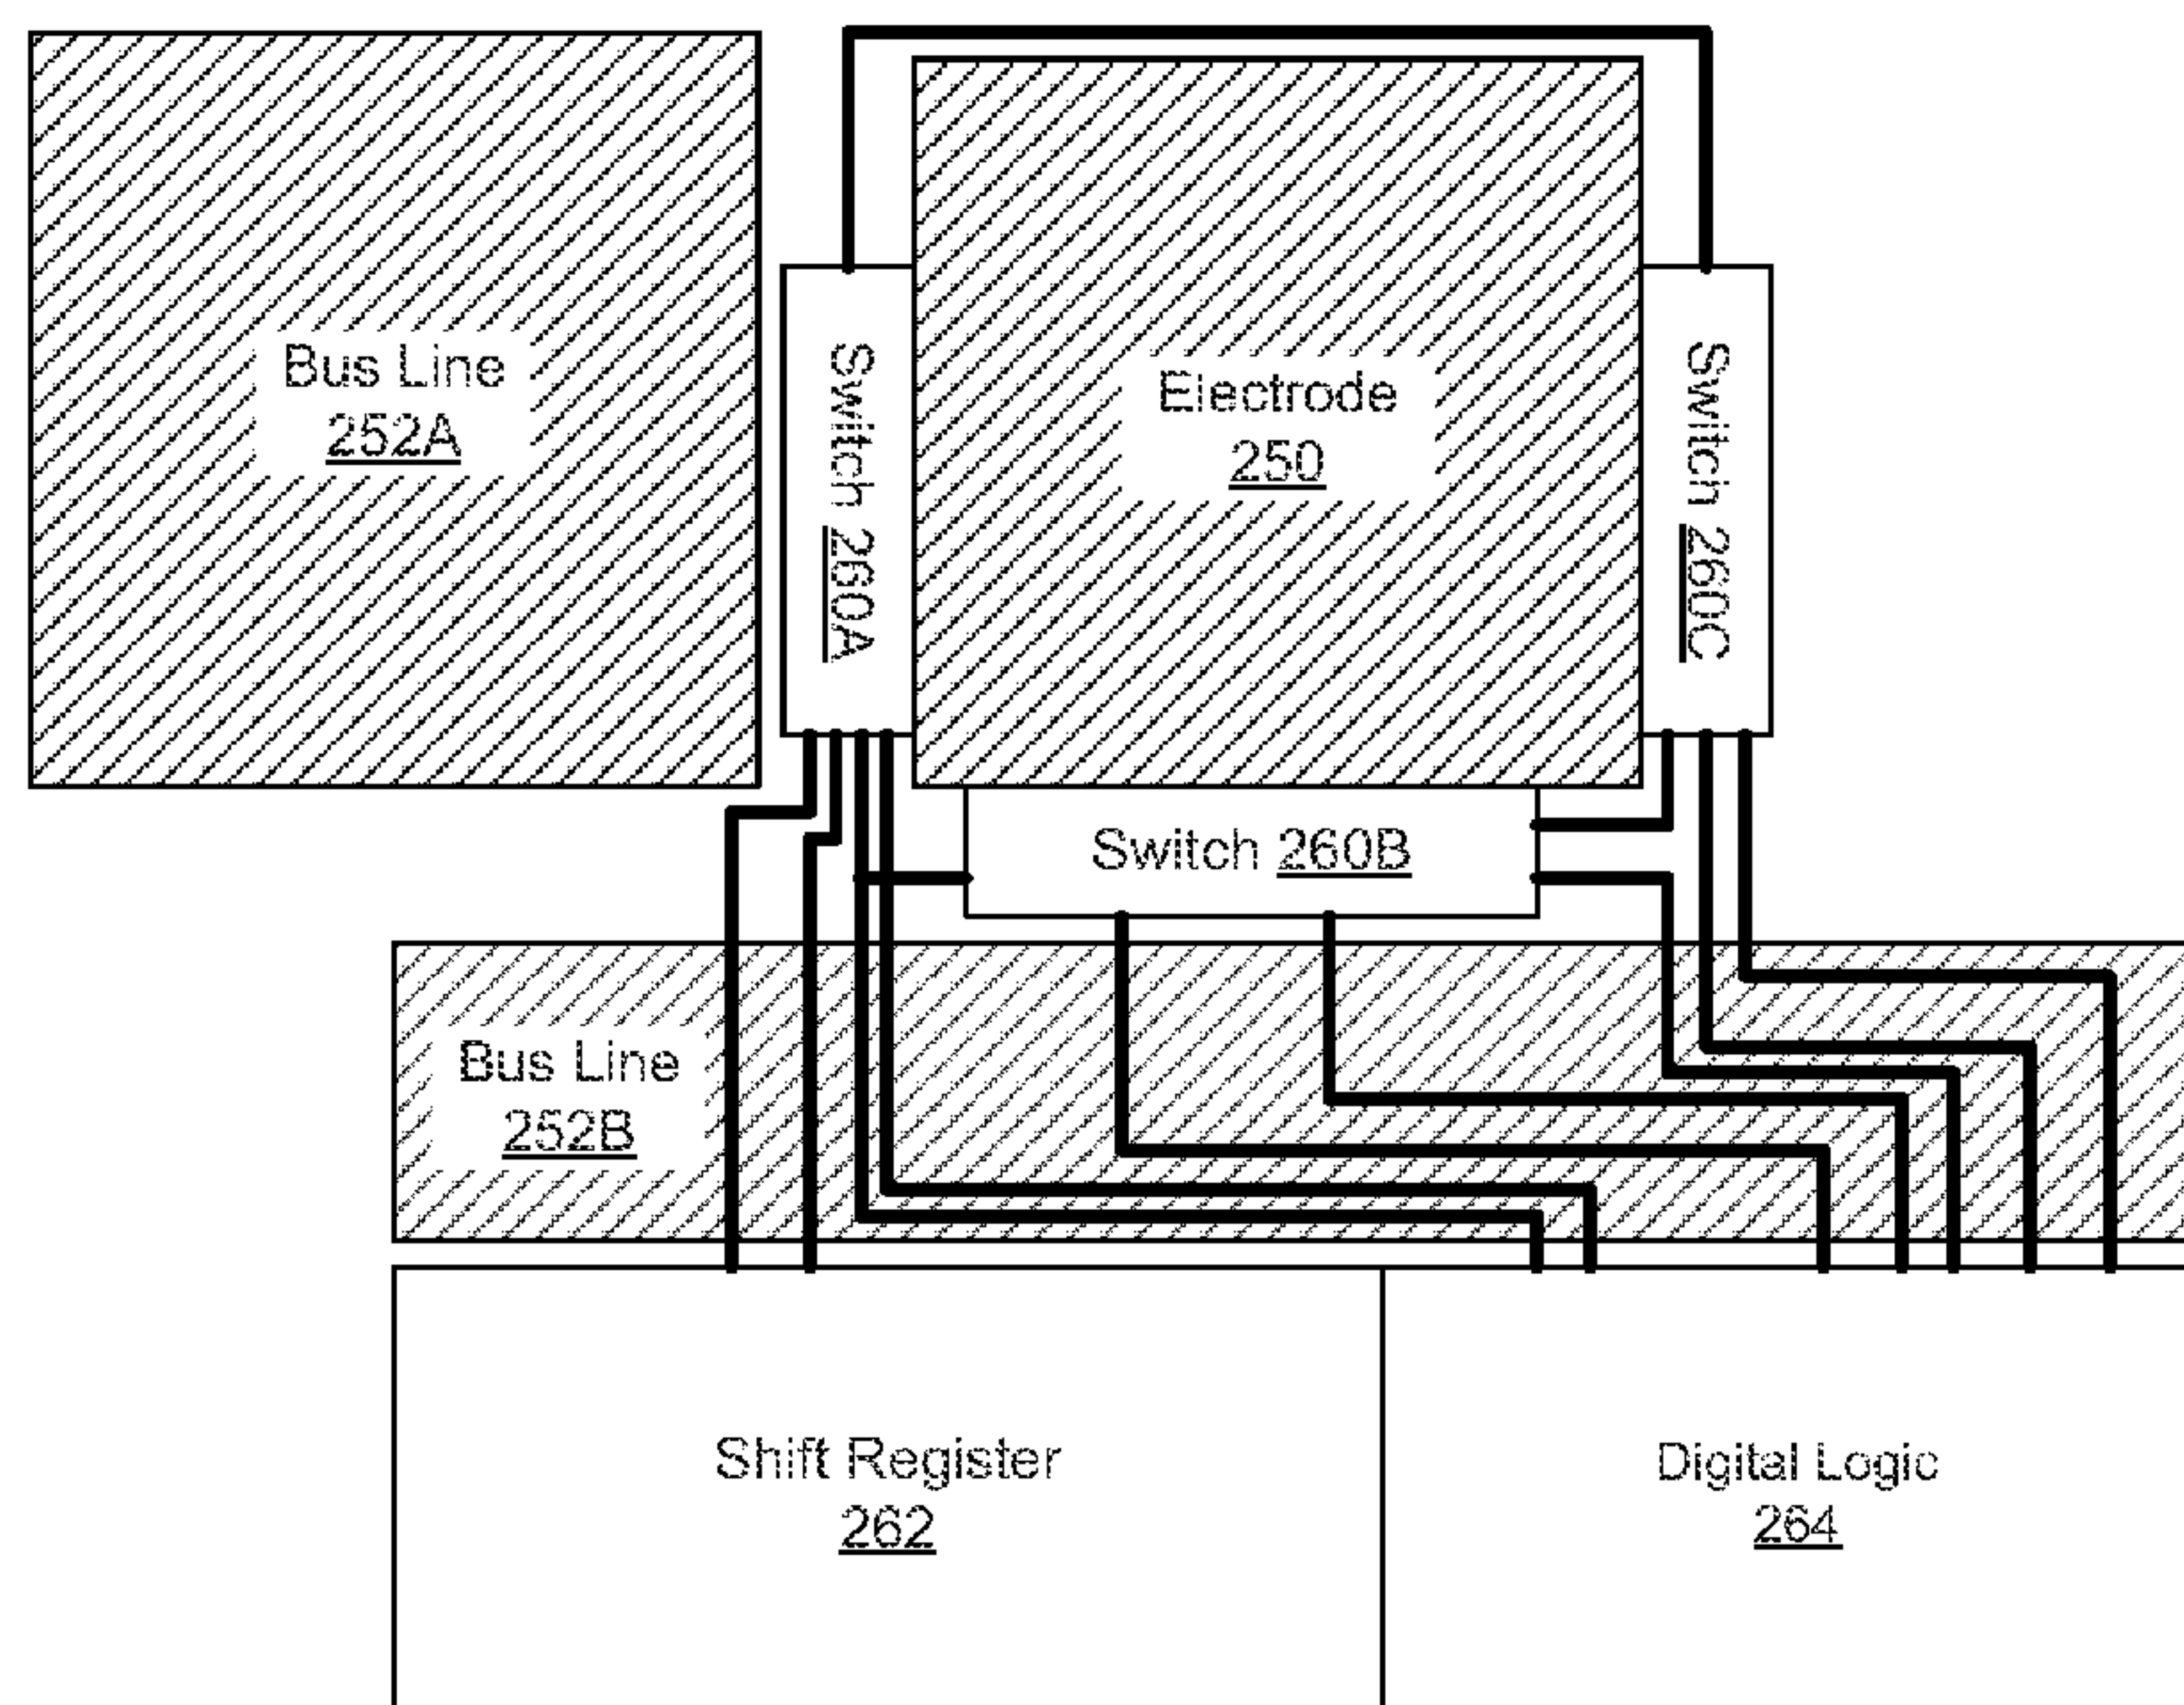 Bus Line
252A
Switch 260A
Electrode
250
Switch 260C
Switch 260B
Bus Line
252B
Shift Register
262
Digital Logic
264